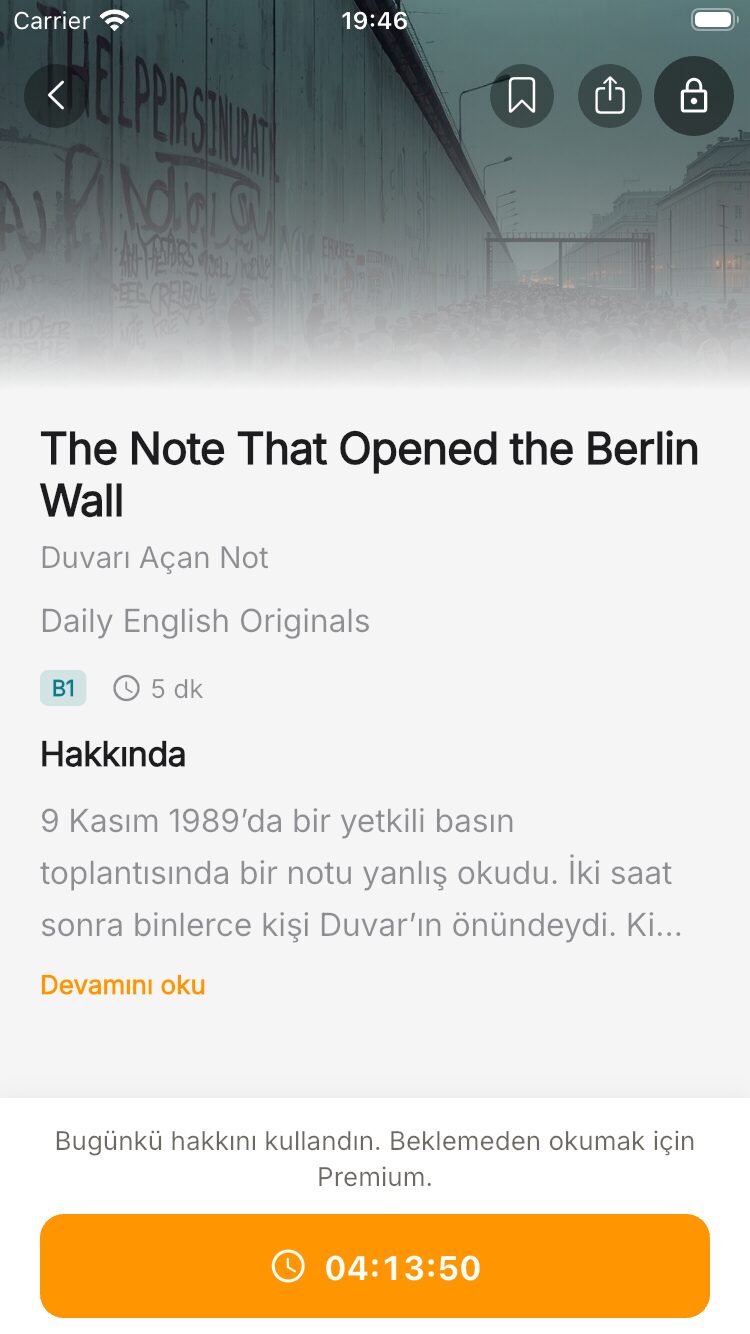 Carrier
19:46
The Note That Opened the Berlin
Wall
Duvarı Açan Not
Daily English Originals
B1
5 dk
Hakkında
9 Kasım 1989’da bir yetkili basın
toplantısında bir notu yanlış okudu. İki saat
sonra binlerce kişi Duvar’ın önündeydi. Ki...
Devamını oku
Bugünkü hakkını kullandın. Beklemeden okumak için
Premium.
04:13:50